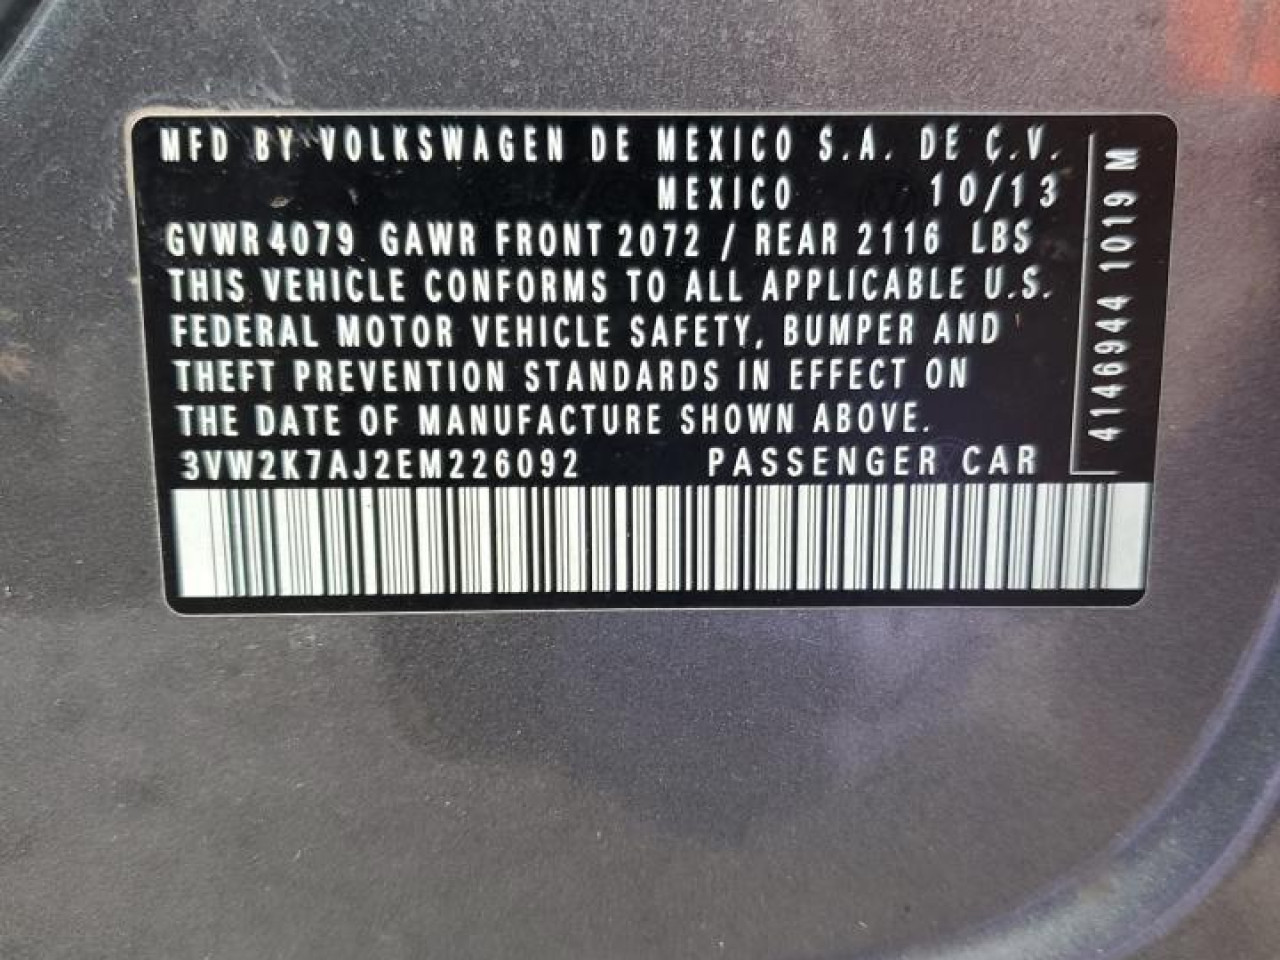 MFD BY VOLKSWAGEN DE MEXICO S.A. DE C.V.
MEXICO 10/13
GVWR 4079 GAWR FRONT 2072 / REAR 2116 LBS
THIS VEHICLE CONFORMS TO ALL APPLICABLE U.S.
FEDERAL MOTOR VEHICLE SAFETY, BUMPER AND
THEFT PREVENTION STANDARDS IN EFFECT ON
THE DATE OF MANUFACTURE SHOWN ABOVE.
3VW2K7AJ2EM226092 PASSENGER CAR
4146944 1019 M